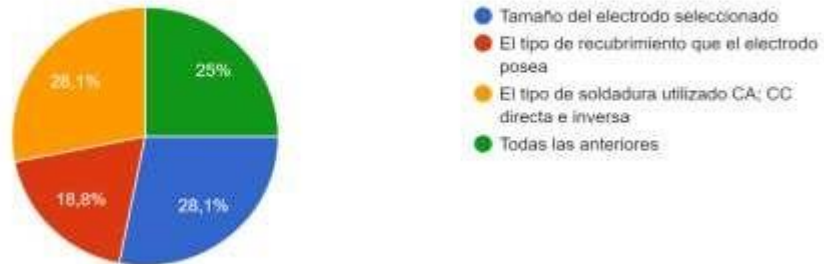 Tamaño del electrodo seleccionado
El tipo de recubrimiento que el electrodo
posea
El tipo de soldadura utilizado CA; CC
directa e inversa
Todas las anteriores
28,1%
25%
18,8%
28,1%